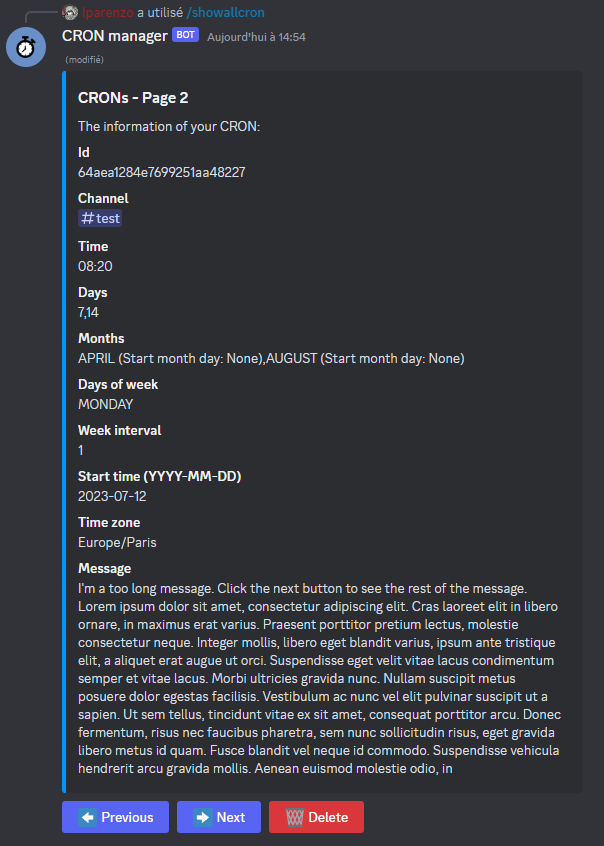 lparenzo a utilisé /showallcron
CRON manager BOT Aujourd'hui à 14:54
(modifié)
CRONs - Page 2
The information of your CRON:
Id
64aea1284e7699251aa48227
Channel
#test
Time
08:20
Days
7,14
Months
APRIL (Start month day: None),AUGUST (Start month day: None)
Days of week
MONDAY
Week interval
1
Start time (YYYY-MM-DD)
2023-07-12
Time zone
Europe/Paris
Message
I'm a too long message. Click the next button to see the rest of the message.
Lorem ipsum dolor sit amet, consectetur adipiscing elit. Cras laoreet elit in libero
ornare, in maximus erat varius. Praesent porttitor pretium lectus, molestie
consectetur neque. Integer mollis, libero eget blandit varius, ipsum ante tristique
elit, a aliquet erat augue ut orci. Suspendisse eget velit vitae lacus condimentum
semper et vitae lacus. Morbi ultricies gravida nunc. Nullam suscipit metus
posuere dolor egestas facilisis. Vestibulum ac nunc vel elit pulvinar suscipit ut a
sapien. Ut sem tellus, tincidunt vitae ex sit amet, consequat porttitor arcu. Donec
fermentum, risus nec faucibus pharetra, sem nunc sollicitudin risus, eget gravida
libero metus id quam. Fusce blandit vel neque id commodo. Suspendisse vehicula
hendrerit arcu gravida mollis. Aenean euismod molestie odio, in
Previous Next Delete